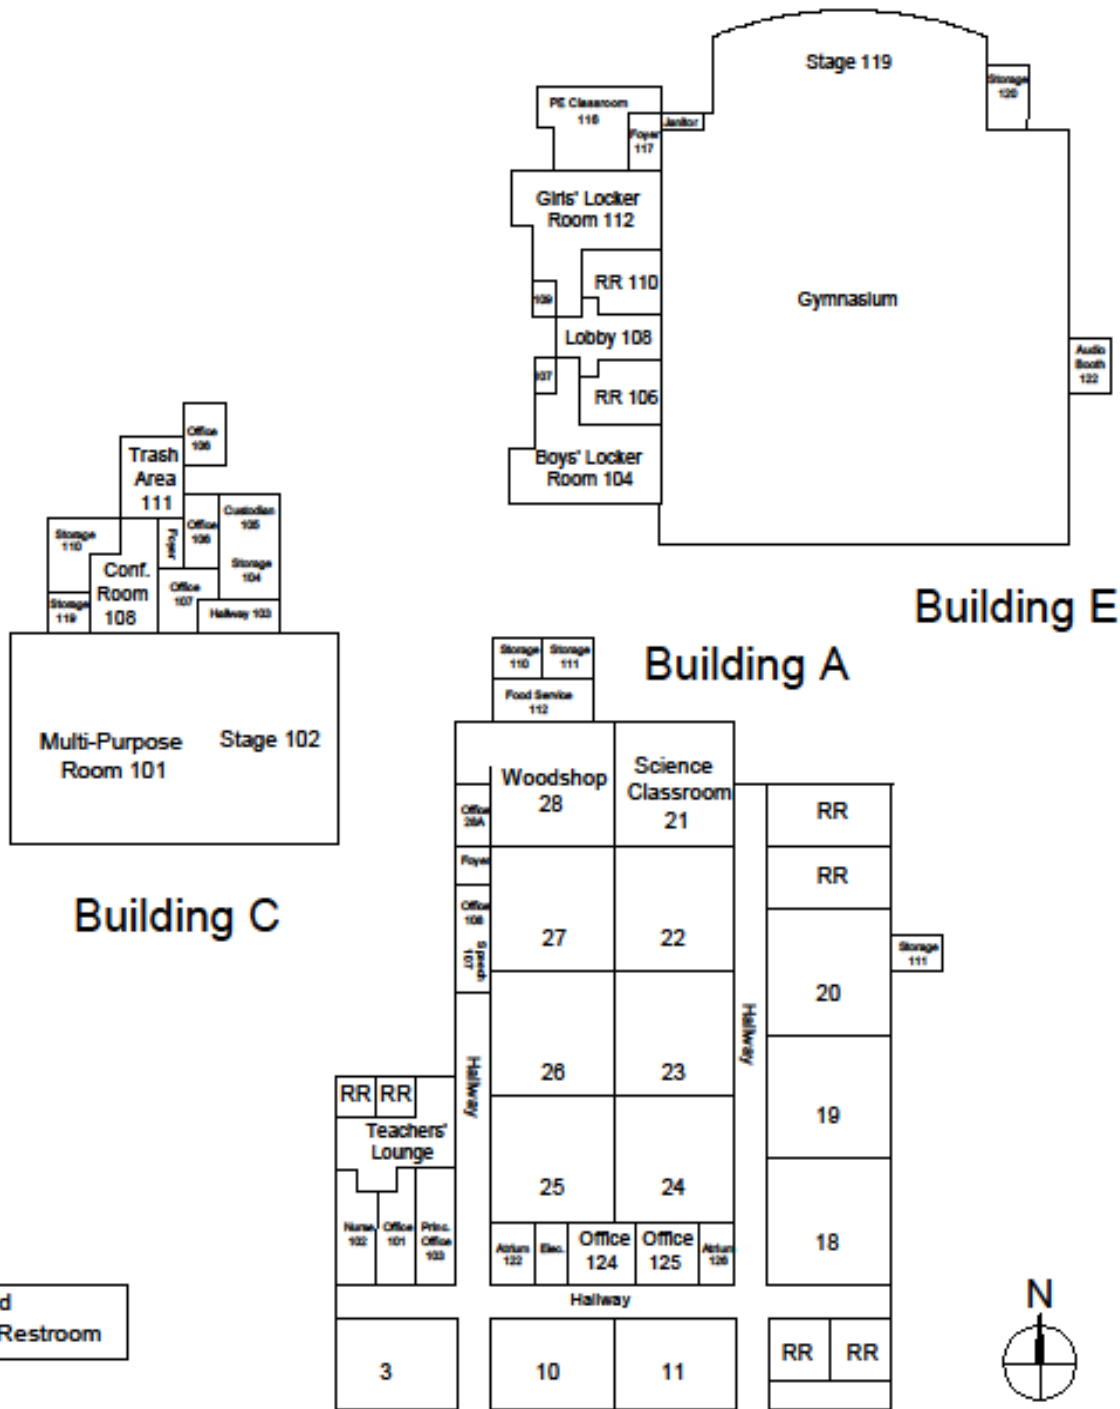 Stage 119
Storage
120
PE Classroom
116
Foyer
117
Janitor
Girls' Locker
Room 112
RR 110
109
Gymnasium
Lobby 108
107
RR 106
Audio
Booth
122
Boys' Locker
Room 104
Building E
Office
106
Trash
Area
111
Storage
110
Foyer
Office
106
Custodian
105
Conf.
Room
108
Office
107
Storage
104
Storage
119
Hallway 103
Multi-Purpose
Room 101
Stage 102
Building C
Building A
Storage
110
Storage
111
Food Service
112
Woodshop
28
Science
Classroom
21
RR
Office
28A
Foyer
RR
Office
108
Speech
107
27
22
Storage
111
20
Hallway
Hallway
26
23
19
RR
RR
Teachers'
Lounge
25
24
18
Nurse
102
Office
101
Princ.
Office
103
Atrium
122
Elec.
Office
124
Office
125
Atrium
126
Hallway
N
d
Restroom
3
10
11
RR
RR